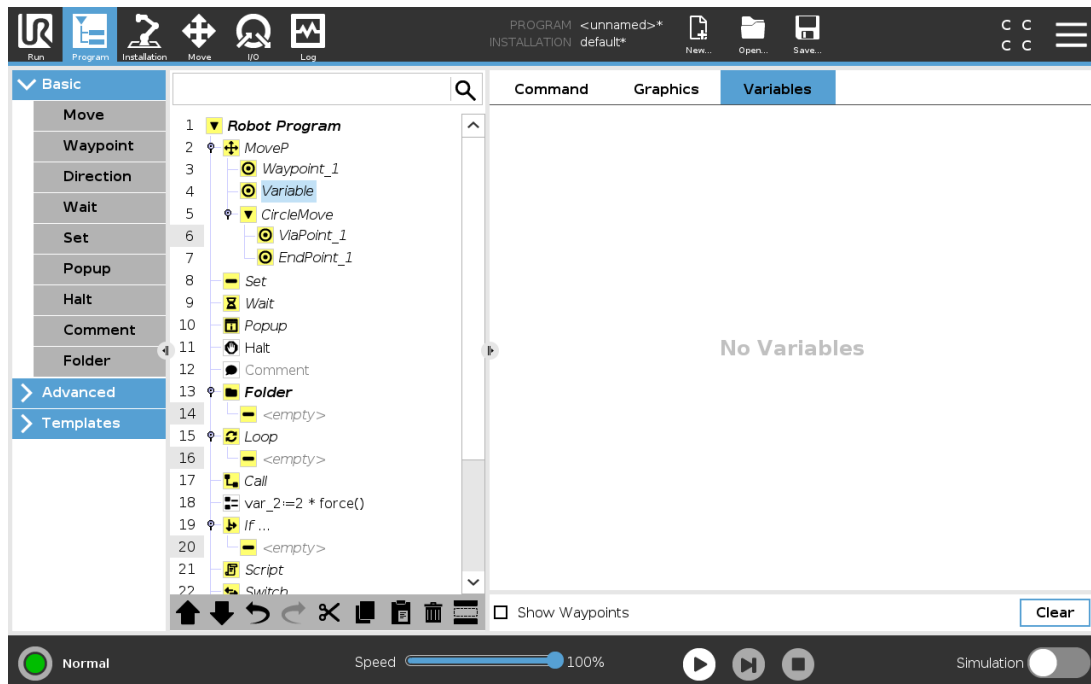 UR
PROGRAM <unnamed>*
INSTALLATION default*
C C
C C
Run Program Installation Move I/O Log New... Open... Save...
Basic
Command Graphics Variables
Move
Waypoint
Direction
Wait
Set
Popup
Halt
Comment
Folder
Advanced
Templates
1 Robot Program
2 MoveP
3 Waypoint_1
4 Variable
5 CircleMove
6 ViaPoint_1
7 EndPoint_1
8 Set
9 Wait
10 Popup
11 Halt
12 Comment
13 Folder
14 <empty>
15 Loop
16 <empty>
17 Call
18 var_2:=2 * force()
19 If ...
20 <empty>
21 Script
22 Switch
No Variables
Show Waypoints Clear
Normal Speed 100% Simulation